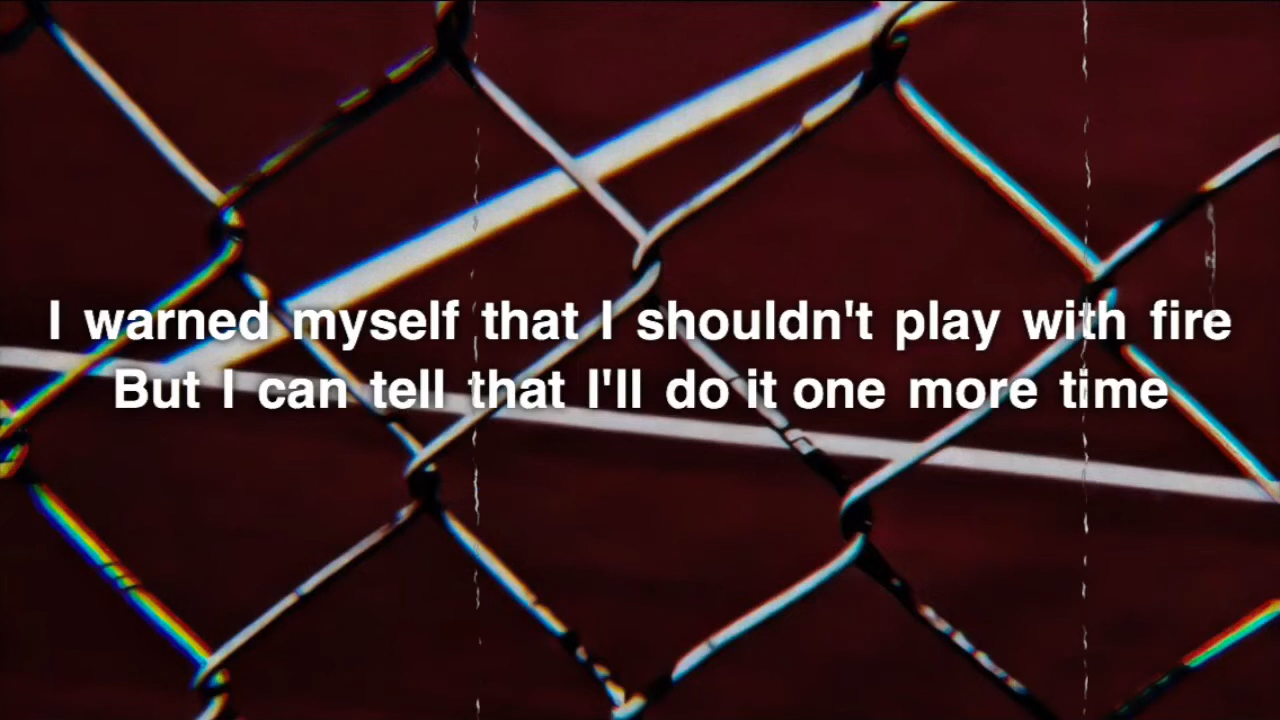 I warned myself that I shouldn't play with fire
But I can tell that I'll do it one more time